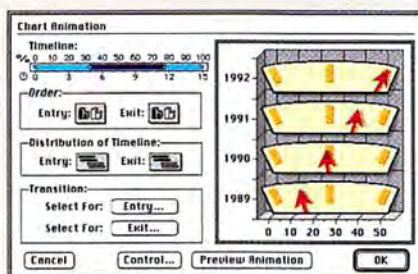 Chart Animation
Timeline:
% 0 10 20 30 40 50 60 70 80 90 100
0 3 6 9 12 15
Order:
Entry: Exit:
Distribution of Timeline:
Entry: Exit:
Transition:
Select For: Entry...
Select For: Exit...
1992
1991
1990
1989
0 10 20 30 40 50
Cancel Control... Preview Animation OK